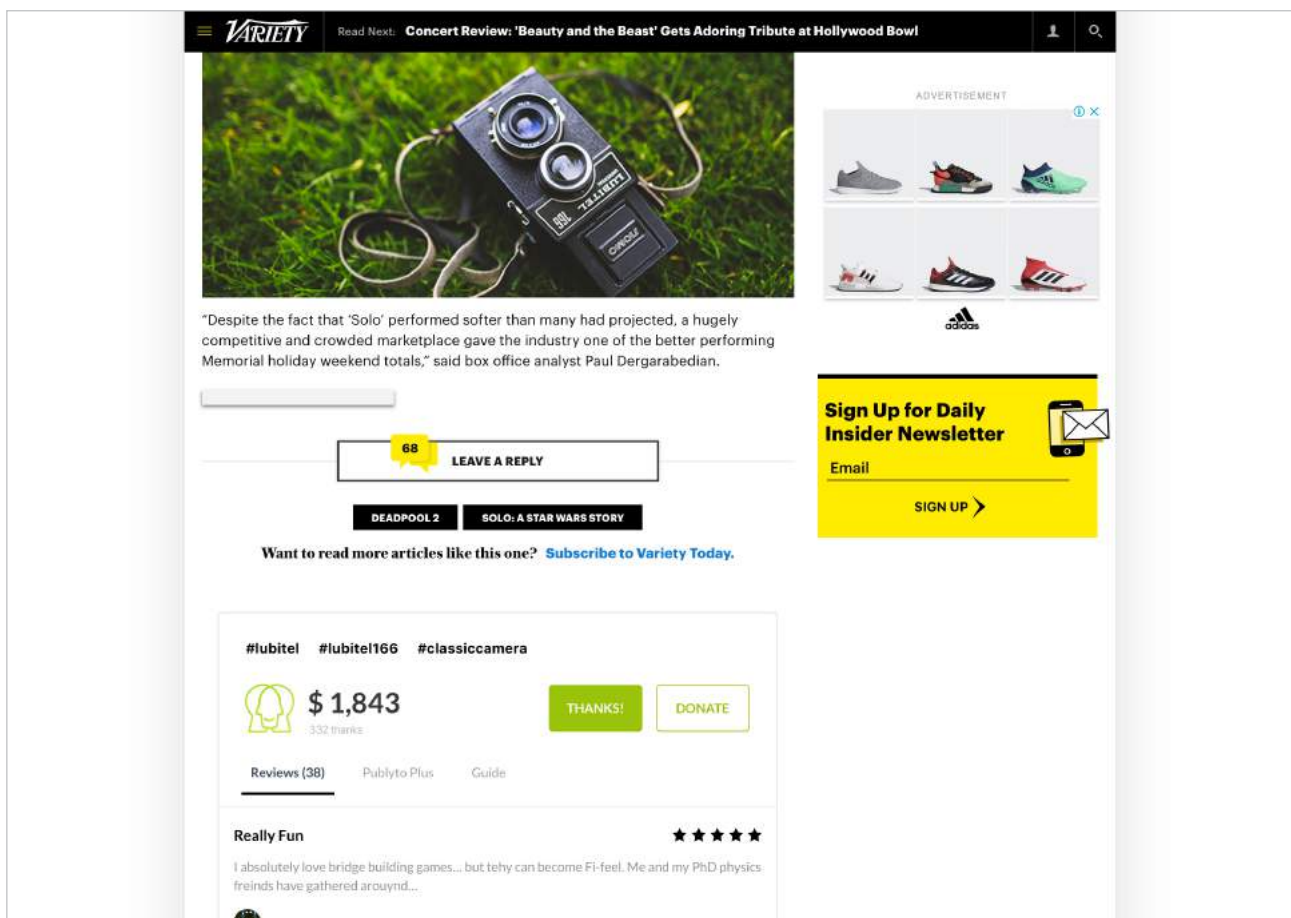 VARIETY
Read Next: Concert Review: 'Beauty and the Beast' Gets Adoring Tribute at Hollywood Bowl
LUBITEL
166
ЛОМО
"Despite the fact that 'Solo' performed softer than many had projected, a hugely
competitive and crowded marketplace gave the industry one of the better performing
Memorial holiday weekend totals," said box office analyst Paul Dergarabedian.
68
LEAVE A REPLY
DEADPOOL 2
SOLO: A STAR WARS STORY
Want to read more articles like this one? Subscribe to Variety Today.
ADVERTISEMENT
adidas
Sign Up for Daily
Insider Newsletter
Email
SIGN UP
#lubitel #lubitel166 #classiccamera
$ 1,843
332 thanks
THANKS!
DONATE
Reviews (38)
Publyto Plus
Guide
Really Fun
I absolutely love bridge building games... but tehy can become Fi-feel. Me and my PhD physics
freinds have gathered arouynd...